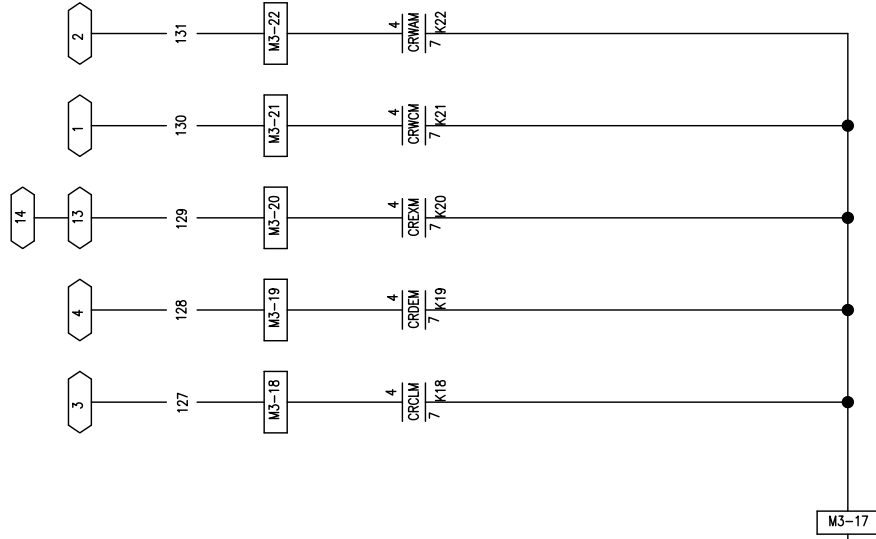 2
131
M3-22
4
CRWAM
7
K22
1
130
M3-21
4
CRWCM
7
K21
14
13
129
M3-20
4
CREXM
7
K20
4
128
M3-19
4
CRDEM
7
K19
3
127
M3-18
4
CRCLM
7
K18
M3-17